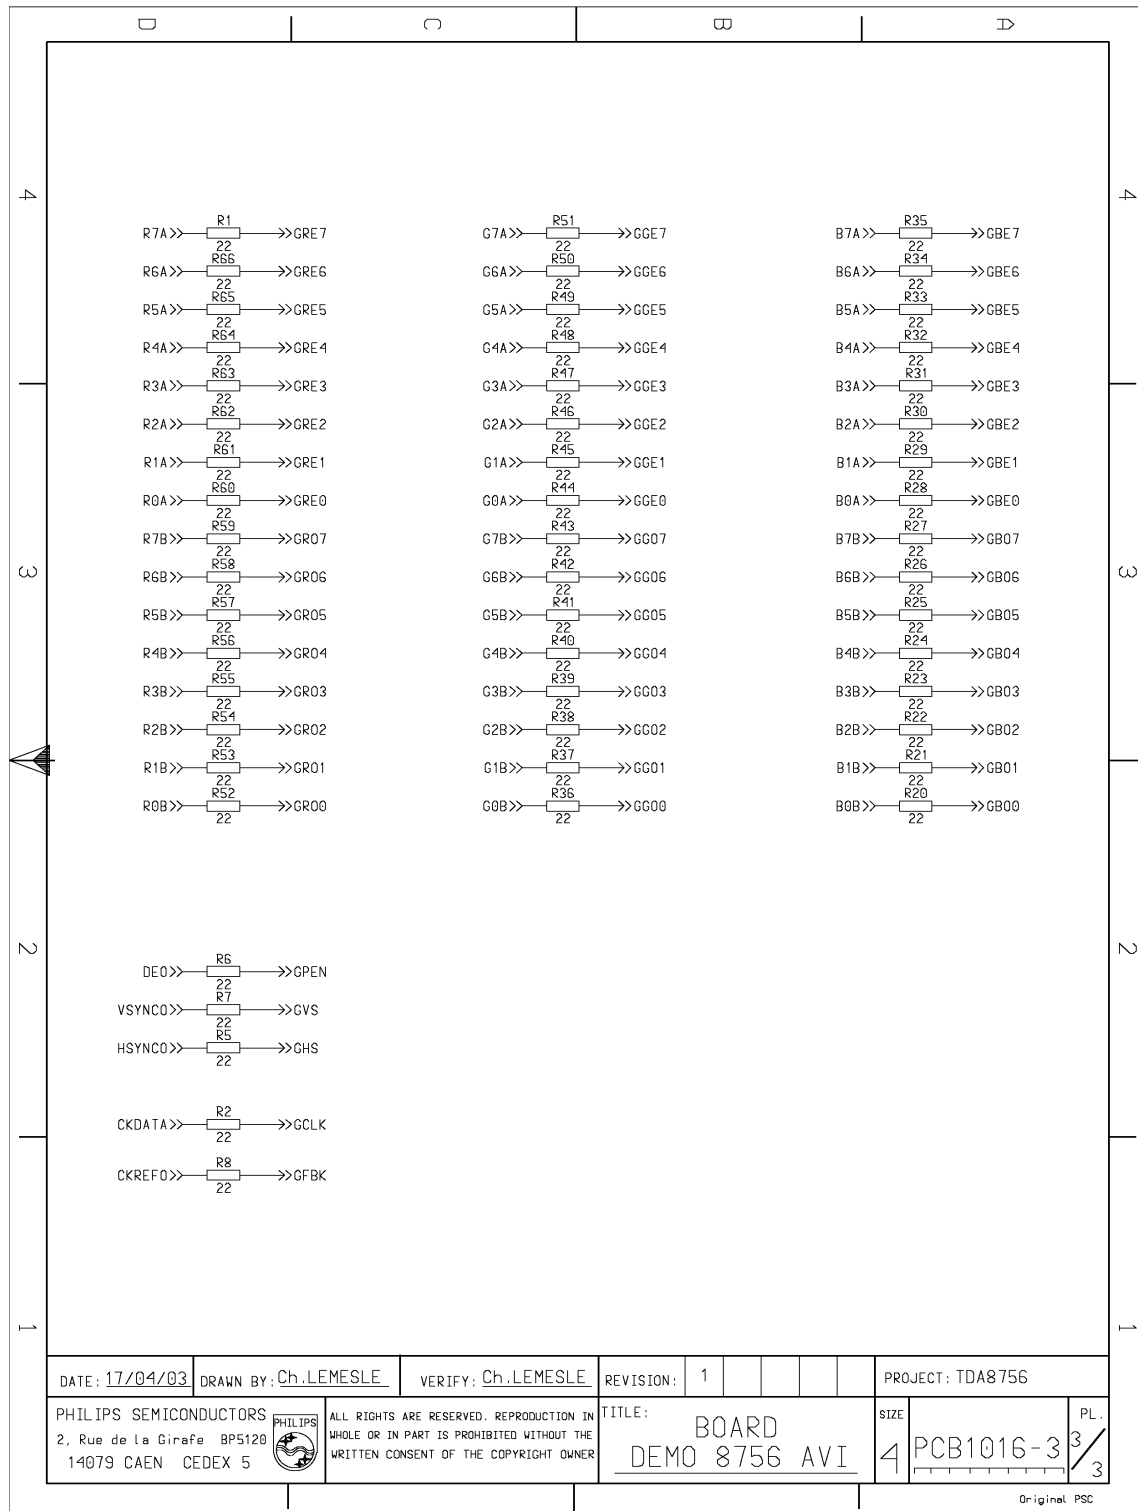 D C B A
4 4
R1 R51 R35
R7A>> >>GRE7 G7A>> >>GGE7 B7A>> >>GBE7
22 22 22
R66 R50 R34
R6A>> >>GRE6 G6A>> >>GGE6 B6A>> >>GBE6
22 22 22
R65 R49 R33
R5A>> >>GRE5 G5A>> >>GGE5 B5A>> >>GBE5
22 22 22
R64 R48 R32
R4A>> >>GRE4 G4A>> >>GGE4 B4A>> >>GBE4
22 22 22
R63 R47 R31
R3A>> >>GRE3 G3A>> >>GGE3 B3A>> >>GBE3
22 22 22
R62 R46 R30
R2A>> >>GRE2 G2A>> >>GGE2 B2A>> >>GBE2
22 22 22
R61 R45 R29
R1A>> >>GRE1 G1A>> >>GGE1 B1A>> >>GBE1
22 22 22
R60 R44 R28
R0A>> >>GRE0 G0A>> >>GGE0 B0A>> >>GBE0
22 22 22
R59 R43 R27
R7B>> >>GRO7 G7B>> >>GGO7 B7B>> >>GBO7
22 22 22
3 3
R58 R42 R26
R6B>> >>GRO6 G6B>> >>GGO6 B6B>> >>GBO6
22 22 22
R57 R41 R25
R5B>> >>GRO5 G5B>> >>GGO5 B5B>> >>GBO5
22 22 22
R56 R40 R24
R4B>> >>GRO4 G4B>> >>GGO4 B4B>> >>GBO4
22 22 22
R55 R39 R23
R3B>> >>GRO3 G3B>> >>GGO3 B3B>> >>GBO3
22 22 22
R54 R38 R22
R2B>> >>GRO2 G2B>> >>GGO2 B2B>> >>GBO2
22 22 22
R53 R37 R21
R1B>> >>GRO1 G1B>> >>GGO1 B1B>> >>GBO1
22 22 22
R52 R36 R20
R0B>> >>GRO0 G0B>> >>GGO0 B0B>> >>GBO0
22 22 22
2 2
R6
DEO>> >>GPEN
22
R7
VSYNCO>> >>GVS
22
R5
HSYNCO>> >>GHS
22
R2
CKDATA>> >>GCLK
22
R8
CKREFO>> >>GFBK
22
1 1
DATE: 17/04/03 DRAWN BY: Ch.LEMESLE VERIFY: Ch.LEMESLE REVISION: 1 PROJECT: TDA8756
PHILIPS SEMICONDUCTORS
2, Rue de la Girafe BP5120
14079 CAEN CEDEX 5
PHILIPS
ALL RIGHTS ARE RESERVED. REPRODUCTION IN
WHOLE OR IN PART IS PROHIBITED WITHOUT THE
WRITTEN CONSENT OF THE COPYRIGHT OWNER
TITLE:
BOARD
DEMO 8756 AVI
SIZE
4
PCB1016-3
PL.
3/3
Original PSC